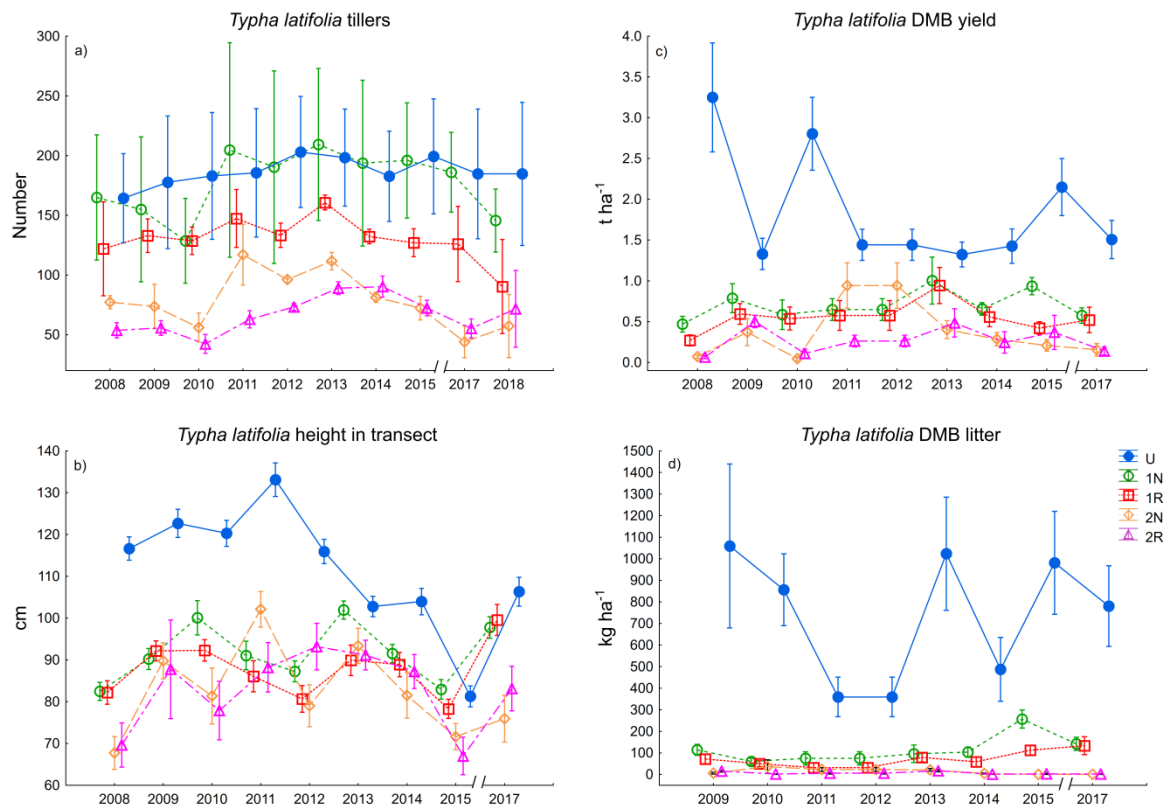 Typha latifolia tillers
a)
Number
300
250
200
150
100
50
2008 2009 2010 2011 2012 2013 2014 2015 2017 2018
Typha latifolia DMB yield
c)
t ha⁻¹
4.0
3.5
3.0
2.5
2.0
1.5
1.0
0.5
0.0
2008 2009 2010 2011 2012 2013 2014 2015 2017
Typha latifolia height in transect
b)
cm
140
130
120
110
100
90
80
70
60
2008 2009 2010 2011 2012 2013 2014 2015 2017
Typha latifolia DMB litter
d)
kg ha⁻¹
1500
1400
1300
1200
1100
1000
900
800
700
600
500
400
300
200
100
0
2009 2010 2011 2012 2013 2014 2015 2017
U
1N
1R
2N
2R